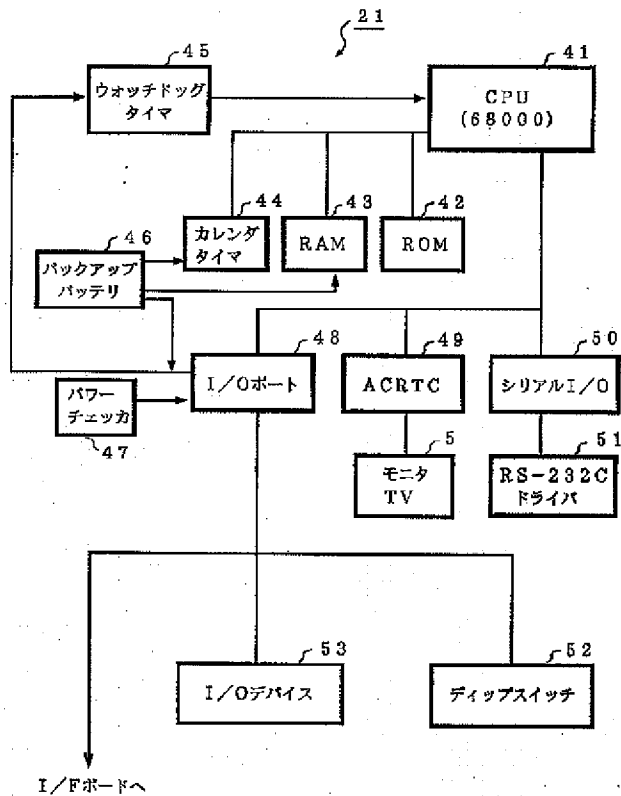 21
45
ウォッチドッグ
タイマ
41
CPU
(68000)
44
カレンダ
タイマ
43
RAM
42
ROM
46
バックアップ
バッテリ
48
I/Oポート
49
ACRTC
50
シリアルI/O
パワー
チェッカ
47
5
モニタ
TV
51
RS-232C
ドライバ
53
I/Oデバイス
52
ディップスイッチ
I/Fボードへ